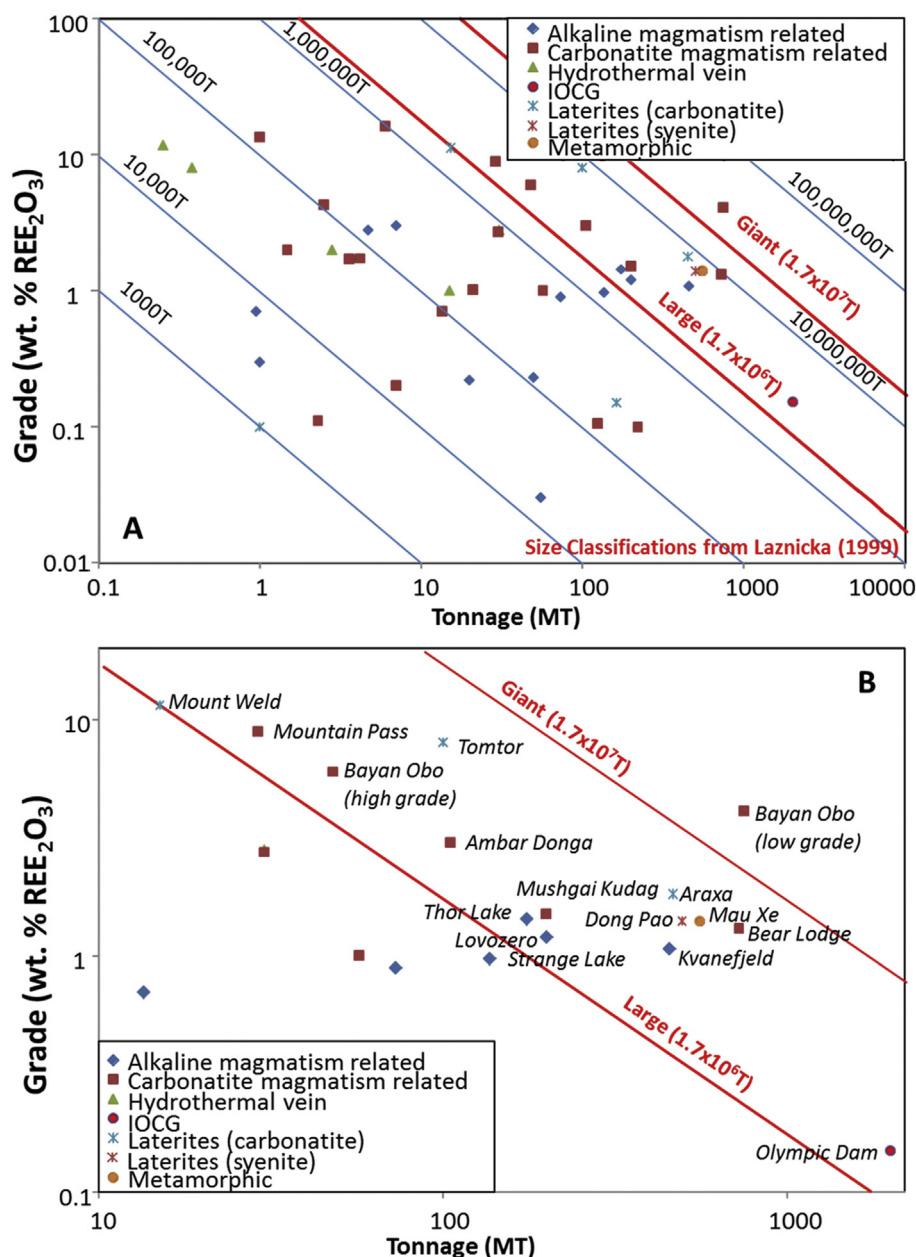 100
10
1
0.1
0.01
Grade (wt. % REE₂O₃)
100,000T
1,000,000T
10,000T
1000T
Alkaline magmatism related
Carbonatite magmatism related
Hydrothermal vein
IOCG
Laterites (carbonatite)
Laterites (syenite)
Metamorphic
100,000,000T
Giant (1.7x10⁷T)
10,000,000T
Large (1.7x10⁶T)
A
Size Classifications from Laznicka (1999)
0.1
1
10
100
1000
10000
Tonnage (MT)
B
10
1
0.1
Grade (wt. % REE₂O₃)
Giant (1.7x10⁷T)
Mount Weld
Mountain Pass
Tomtor
Bayan Obo
(high grade)
Bayan Obo
(low grade)
Ambar Donga
Mushgai Kudag
Araxa
Thor Lake
Dong Pao
Mau Xe
Bear Lodge
Lovozero
Strange Lake
Kvanefjeld
Large (1.7x10⁶T)
Olympic Dam
Alkaline magmatism related
Carbonatite magmatism related
Hydrothermal vein
IOCG
Laterites (carbonatite)
Laterites (syenite)
Metamorphic
10
100
1000
Tonnage (MT)